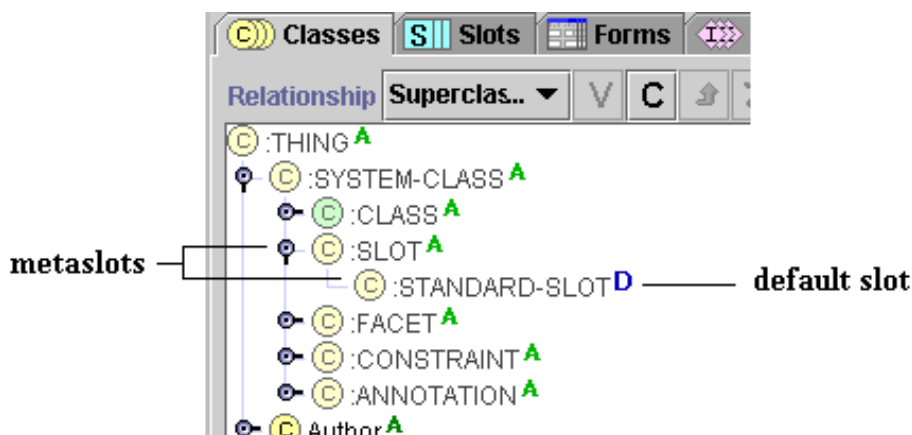 C Classes S Slots Forms I
Relationship Superclas... V C
C :THING A
C :SYSTEM-CLASS A
C :CLASS A
C :SLOT A
metaslots
C :STANDARD-SLOT D default slot
C :FACET A
C :CONSTRAINT A
C :ANNOTATION A
C Author A